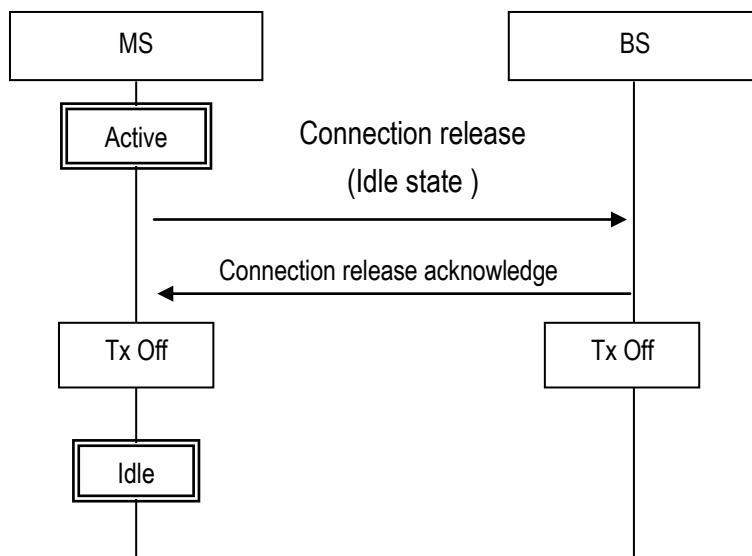 MS
BS
Active
Connection release
(Idle state )
Connection release acknowledge
Tx Off
Tx Off
Idle